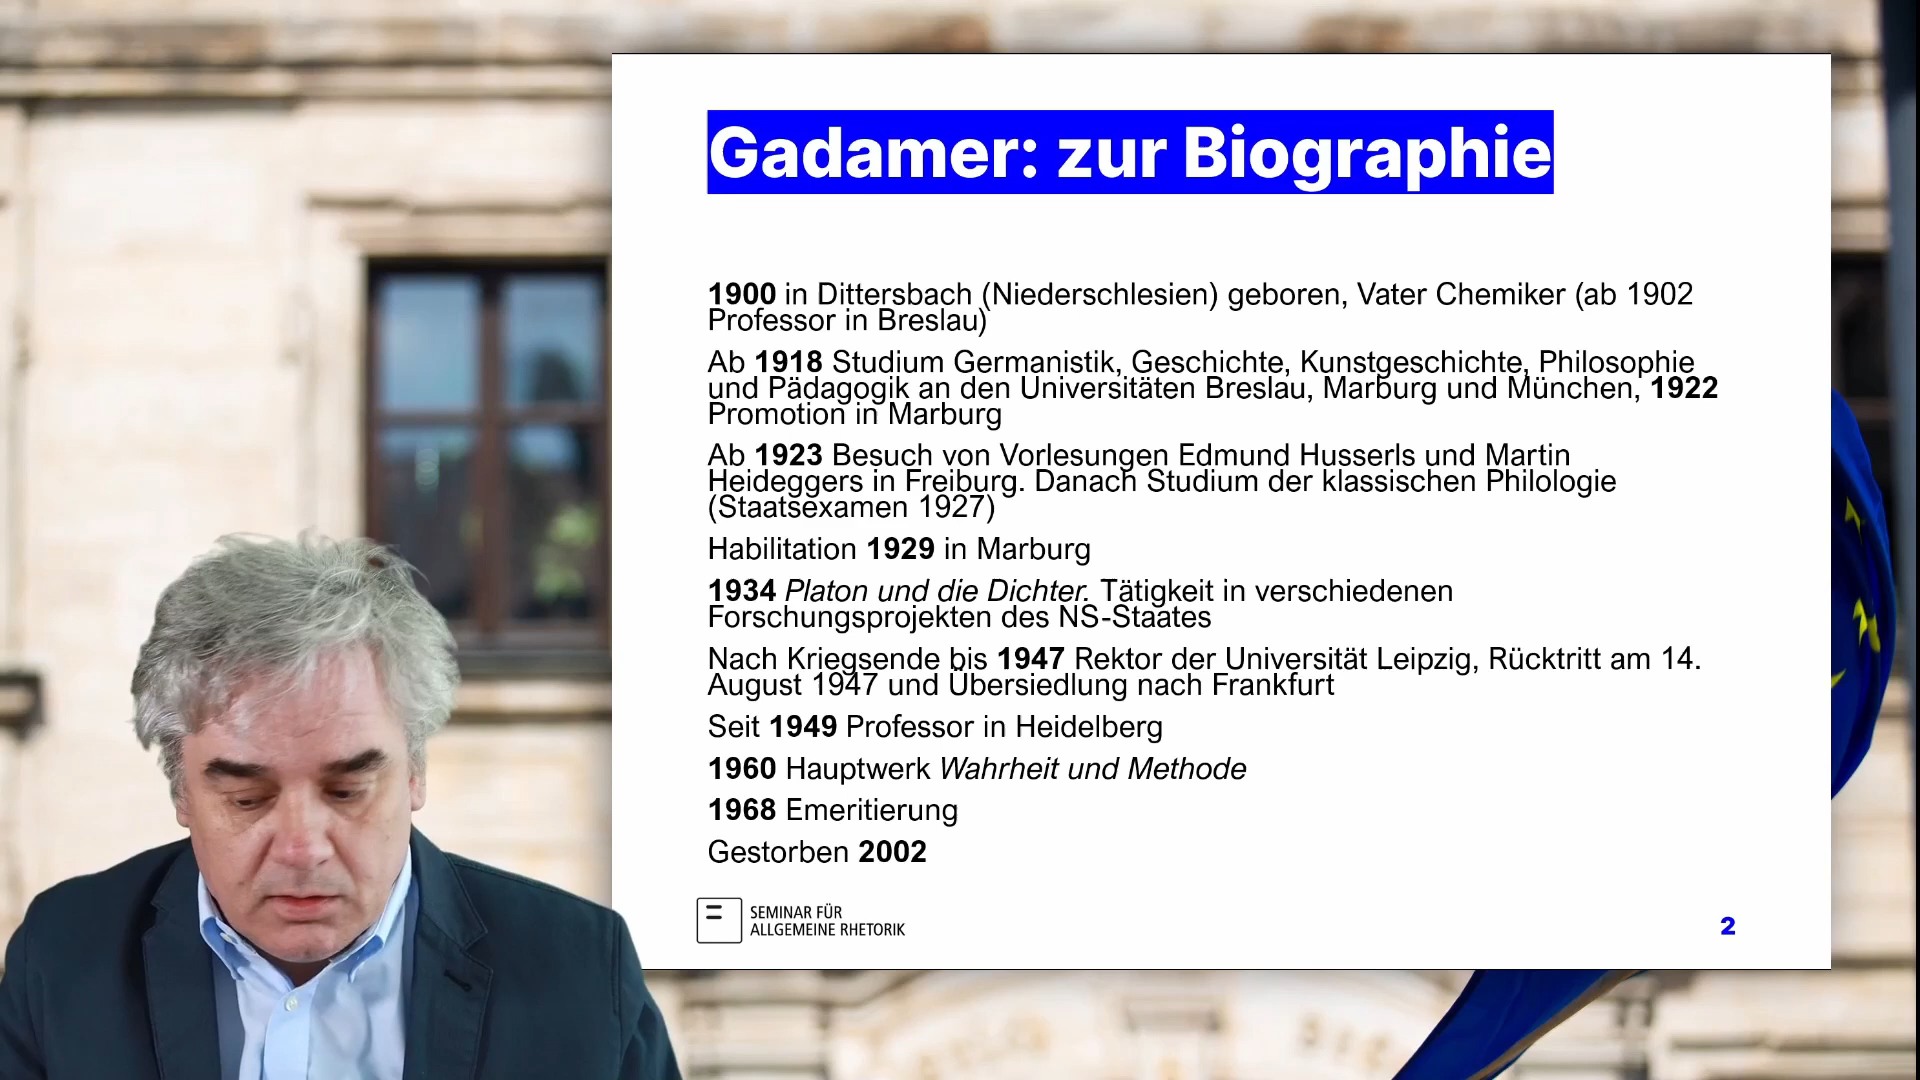 Gadamer: zur Biographie
1900 in Dittersbach (Niederschlesien) geboren, Vater Chemiker (ab 1902
Professor in Breslau)
Ab 1918 Studium Germanistik, Geschichte, Kunstgeschichte, Philosophie
und Pädagogik an den Universitäten Breslau, Marburg und München, 1922
Promotion in Marburg
Ab 1923 Besuch von Vorlesungen Edmund Husserls und Martin
Heideggers in Freiburg. Danach Studium der klassischen Philologie
(Staatsexamen 1927)
Habilitation 1929 in Marburg
1934 Platon und die Dichter. Tätigkeit in verschiedenen
Forschungsprojekten des NS-Staates
Nach Kriegsende bis 1947 Rektor der Universität Leipzig, Rücktritt am 14.
August 1947 und Übersiedlung nach Frankfurt
Seit 1949 Professor in Heidelberg
1960 Hauptwerk Wahrheit und Methode
1968 Emeritierung
Gestorben 2002
SEMINAR FÜR
ALLGEMEINE RHETORIK
2